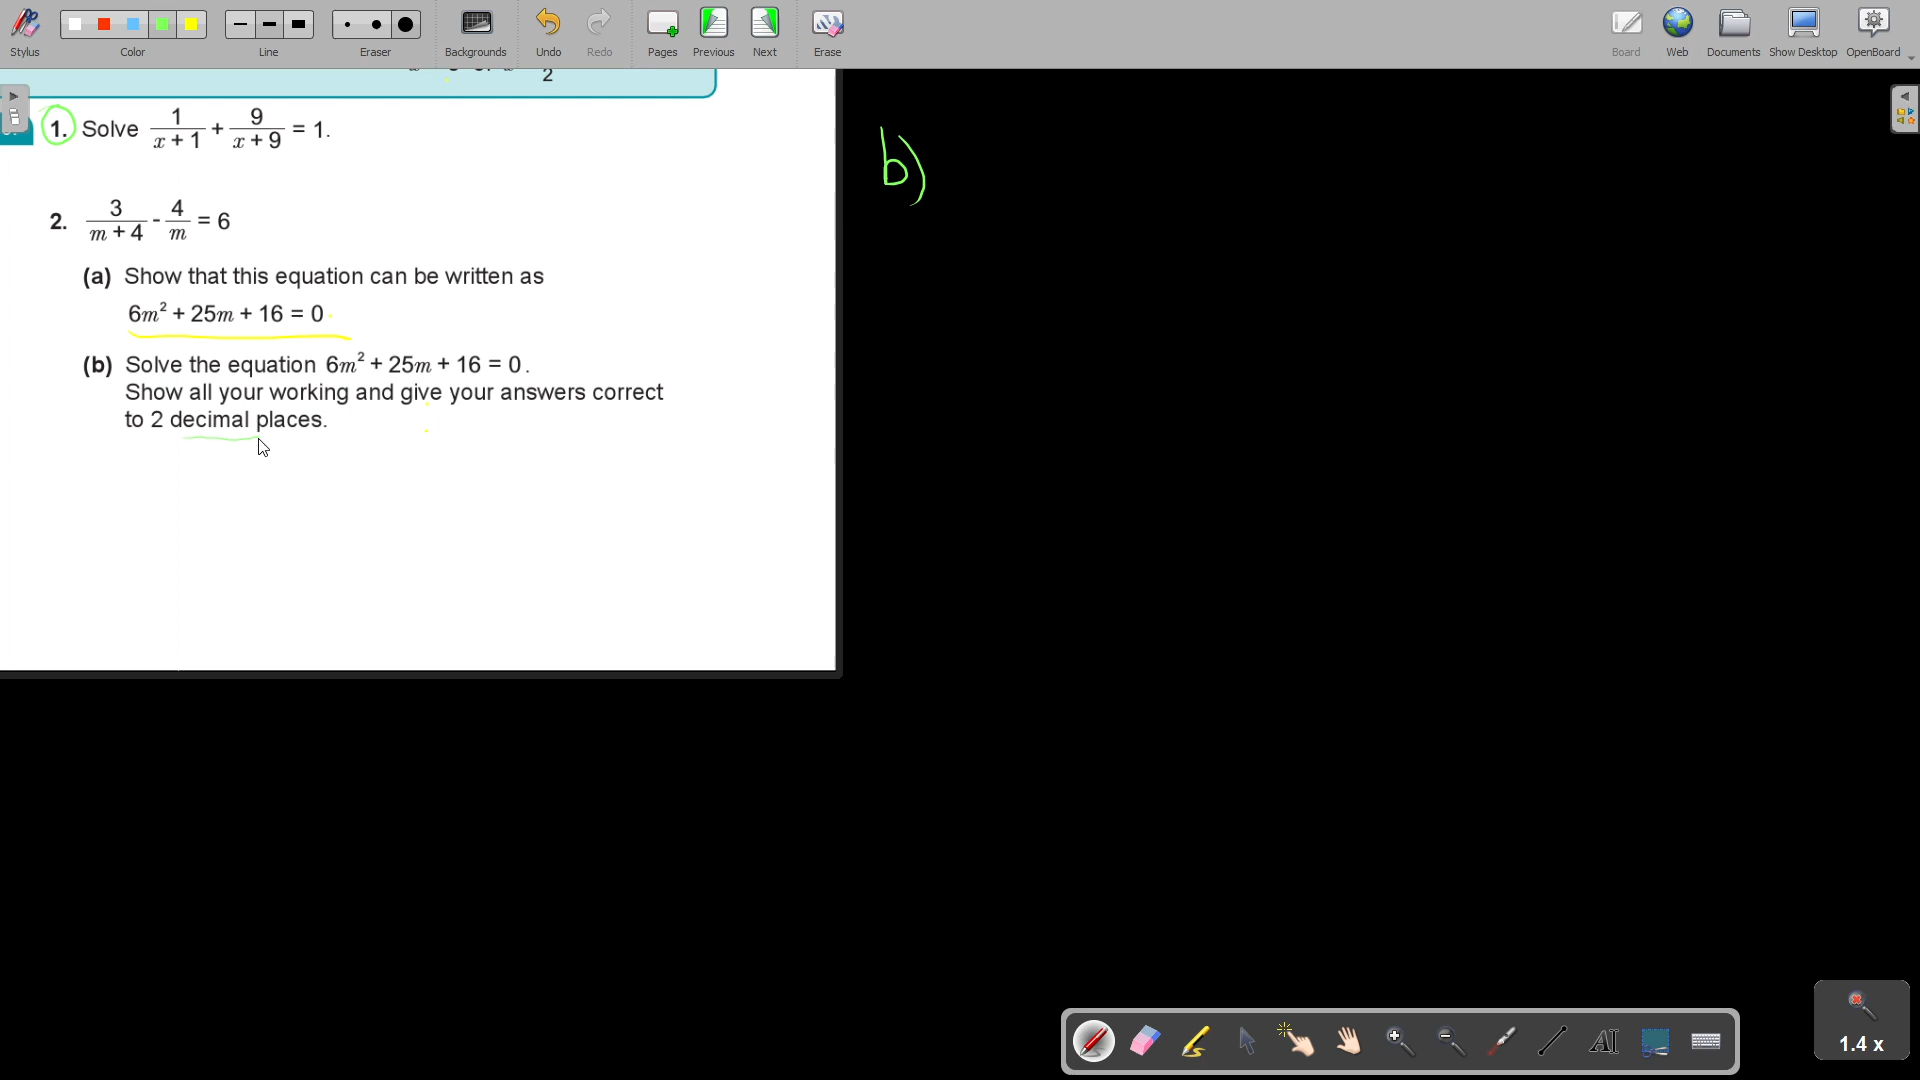 Stylus Color Line Eraser Backgrounds Undo Redo Pages Previous Next Erase Board Web Documents Show Desktop OpenBoard
2
1. Solve 1/(x + 1) + 9/(x + 9) = 1.
b)
2. 3/(m + 4) - 4/m = 6
(a) Show that this equation can be written as
6m² + 25m + 16 = 0
(b) Solve the equation 6m² + 25m + 16 = 0.
Show all your working and give your answers correct
to 2 decimal places.
AI
1.4 x